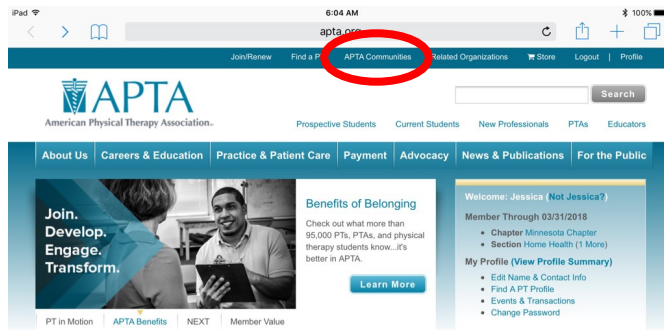 iPad 6:04 AM 100%
apta.org
Join/Renew Find a P APTA Communities Related Organizations Store Logout | Profile
APTA
American Physical Therapy Association
Search
Prospective Students Current Students New Professionals PTAs Educators
About Us Careers & Education Practice & Patient Care Payment Advocacy News & Publications For the Public
Join.
Develop.
Engage.
Transform.
Benefits of Belonging
Check out what more than
95,000 PTs, PTAs, and physical
therapy students know...it's
better in APTA.
Learn More
PT in Motion APTA Benefits NEXT Member Value
Welcome: Jessica (Not Jessica?)
Member Through 03/31/2018
• Chapter Minnesota Chapter
• Section Home Health (1 More)
My Profile (View Profile Summary)
• Edit Name & Contact Info
• Find A PT Profile
• Events & Transactions
• Change Password